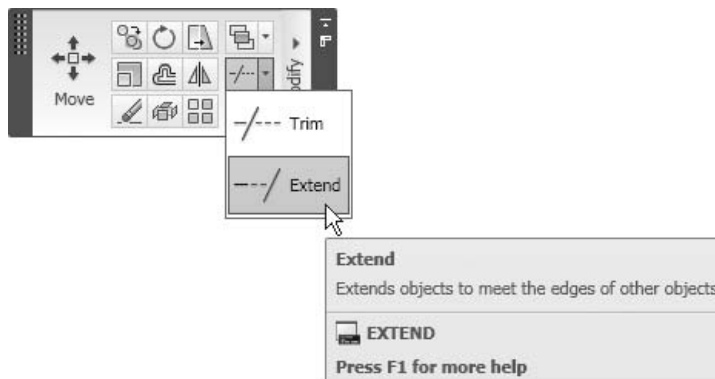 Move
odify
Trim
Extend
Extend
Extends objects to meet the edges of other objects
EXTEND
Press F1 for more help